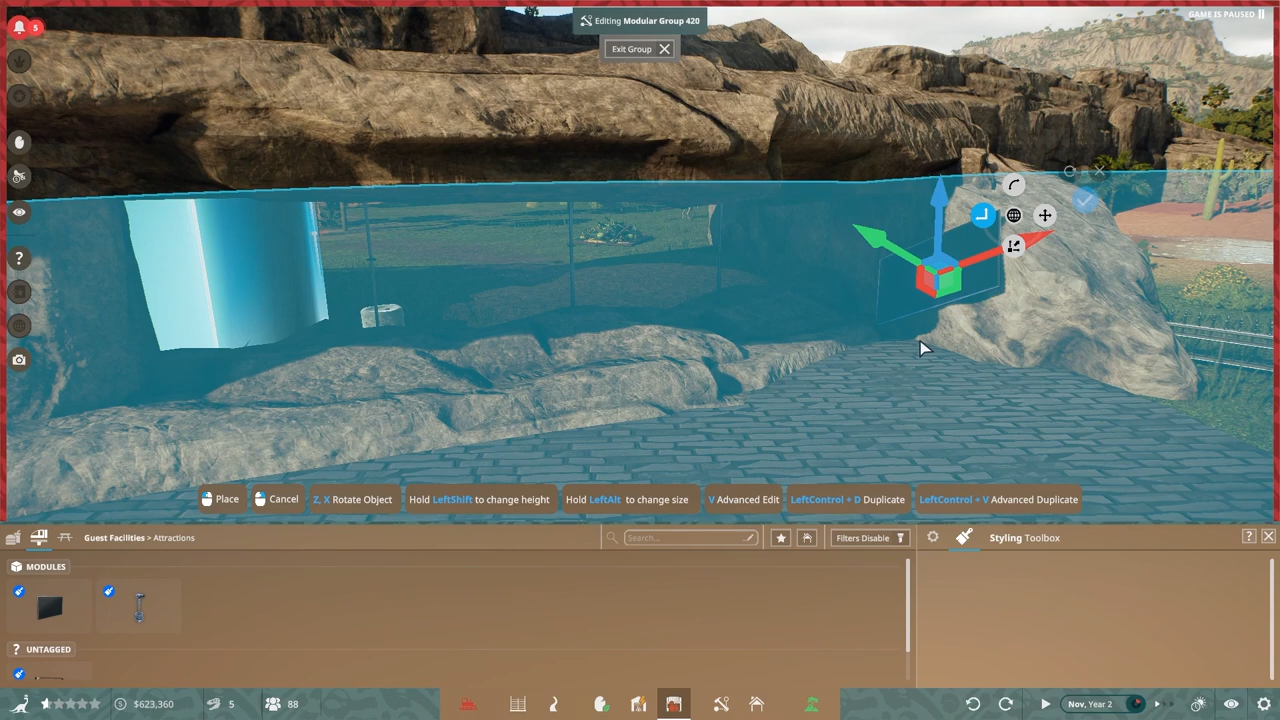 Editing Modular Group 420
GAME IS PAUSED
5
Exit Group
Place
Cancel
Z, X Rotate Object
Hold LeftShift to change height
Hold LeftAlt to change size
V Advanced Edit
LeftControl + D Duplicate
LeftControl + V Advanced Duplicate
Guest Facilities > Attractions
Search...
Filters Disable
Styling Toolbox
?
MODULES
? UNTAGGED
$623,360
5
88
Nov, Year 2